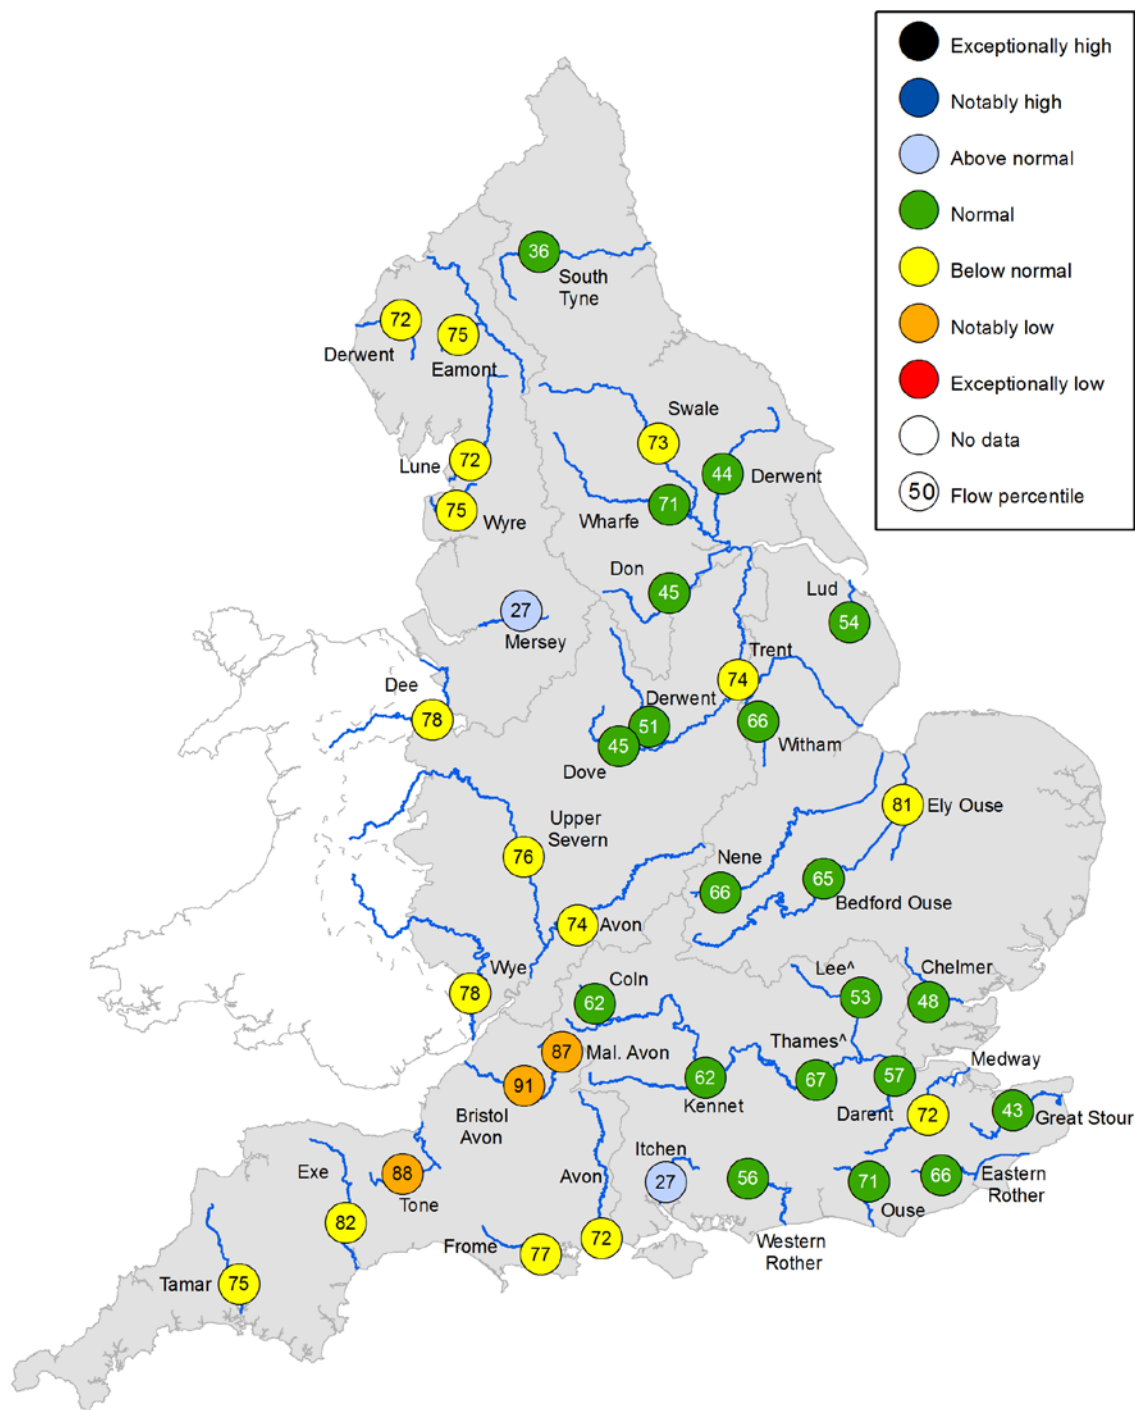 Exceptionally high
Notably high
Above normal
Normal
Below normal
Notably low
Exceptionally low
No data
50 Flow percentile
36
South
Tyne
72
Derwent
75
Eamont
Swale
73
44
Derwent
Lune
72
75
Wyre
71
Wharfe
Don
45
Lud
54
27
Mersey
Trent
74
Dee
78
Derwent
51
45
Dove
66
Witham
81
Ely Ouse
Upper
Severn
76
Nene
66
65
Bedford Ouse
74
Avon
Wye
78
Coln
62
Lee^
53
Chelmer
48
87
Mal. Avon
91
Bristol
Avon
62
Kennet
Thames^
67
57
Darent
Medway
72
43
Great Stour
Exe
88
Tone
82
Avon
72
Itchen
27
56
Western
Rother
71
Ouse
66
Eastern
Rother
Frome
77
Tamar
75